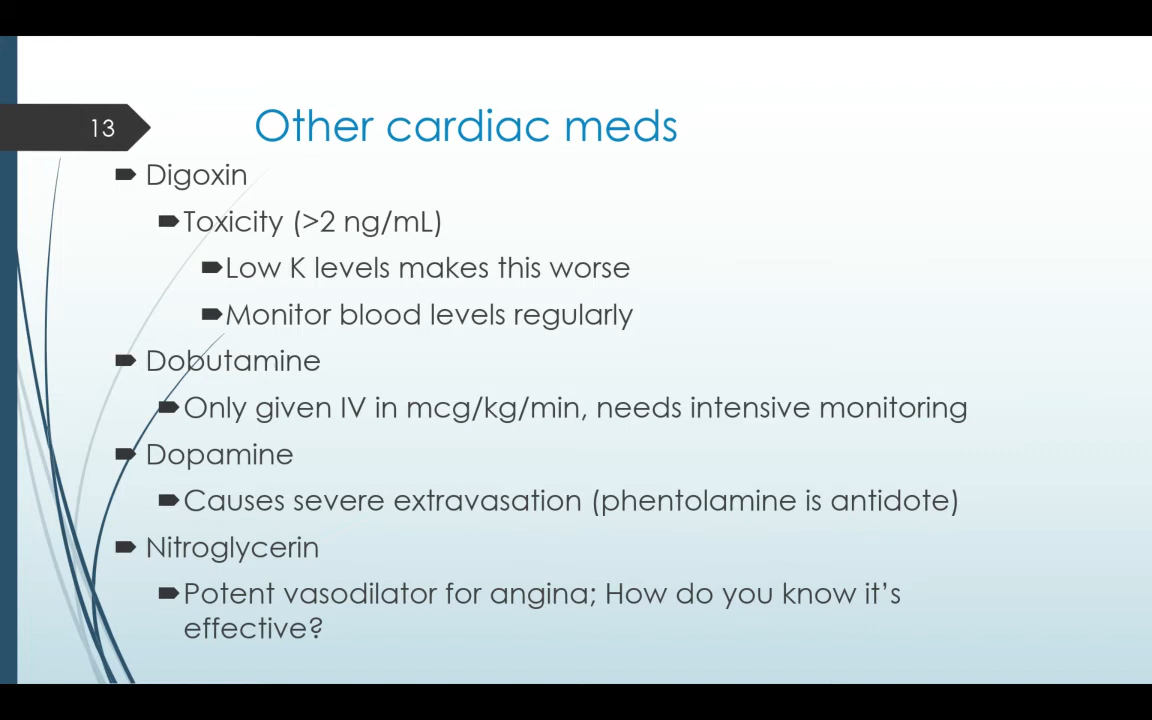 13
Other cardiac meds
Digoxin
Toxicity (>2 ng/mL)
Low K levels makes this worse
Monitor blood levels regularly
Dobutamine
Only given IV in mcg/kg/min, needs intensive monitoring
Dopamine
Causes severe extravasation (phentolamine is antidote)
Nitroglycerin
Potent vasodilator for angina; How do you know it’s
effective?